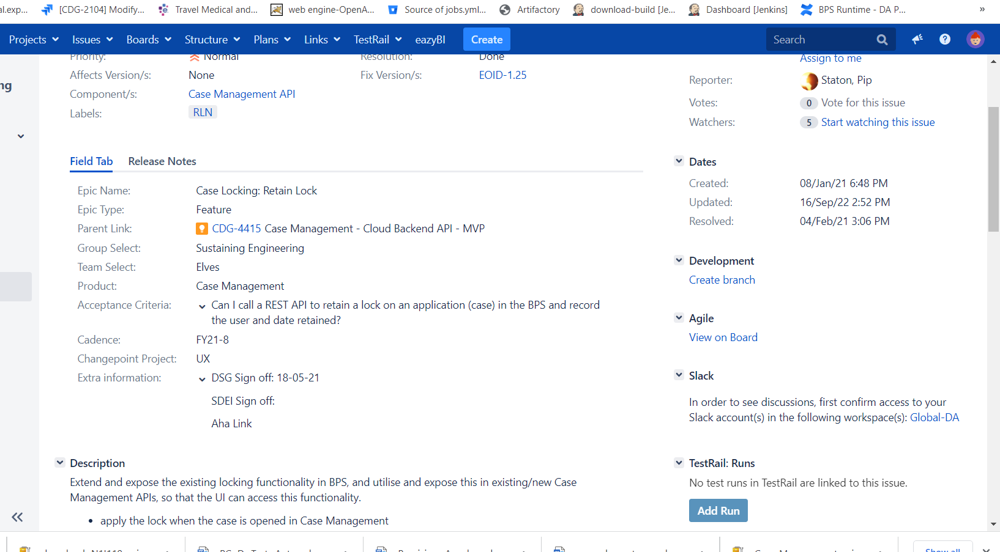 al.exp... [CDG-2104] Modify... Travel Medical and... web engine-OpenA... Source of jobs.yml... Artifactory download-build [Je... Dashboard [Jenkins] BPS Runtime - DA P... »
Projects Issues Boards Structure Plans Links TestRail eazyBI Create Search
Priority: Normal Resolution: Done
Affects Version/s: None Fix Version/s: EOID-1.25
Component/s: Case Management API
Labels: RLN
ng
Field Tab Release Notes
Epic Name: Case Locking: Retain Lock
Epic Type: Feature
Parent Link: CDG-4415 Case Management - Cloud Backend API - MVP
Group Select: Sustaining Engineering
Team Select: Elves
Product: Case Management
Acceptance Criteria: Can I call a REST API to retain a lock on an application (case) in the BPS and record
the user and date retained?
Cadence: FY21-8
Changepoint Project: UX
Extra information: DSG Sign off: 18-05-21
SDEI Sign off:
Aha Link
Description
Extend and expose the existing locking functionality in BPS, and utilise and expose this in existing/new Case
Management APIs, so that the UI can access this functionality.
• apply the lock when the case is opened in Case Management
Assign to me
Reporter: Staton, Pip
Votes: 0 Vote for this issue
Watchers: 5 Start watching this issue
Dates
Created: 08/Jan/21 6:48 PM
Updated: 16/Sep/22 2:52 PM
Resolved: 04/Feb/21 3:06 PM
Development
Create branch
Agile
View on Board
Slack
In order to see discussions, first confirm access to your
Slack account(s) in the following workspace(s): Global-DA
TestRail: Runs
No test runs in TestRail are linked to this issue.
Add Run
Show all